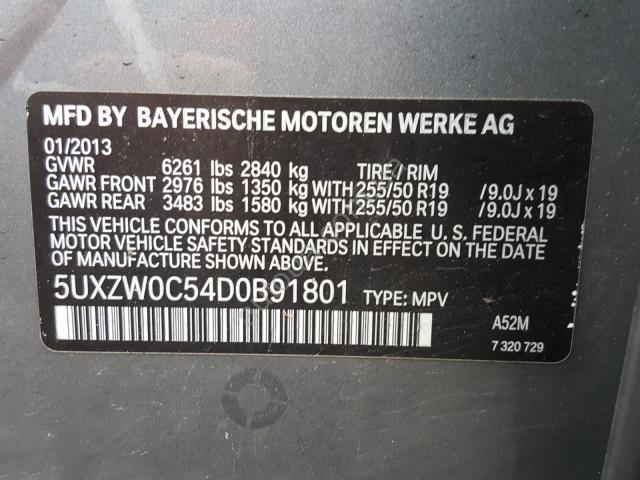 MFD BY BAYERISCHE MOTOREN WERKE AG
01/2013
GVWR 6261 lbs 2840 kg TIRE / RIM
GAWR FRONT 2976 lbs 1350 kg WITH 255/50 R19 /9.0J x 19
GAWR REAR 3483 lbs 1580 kg WITH 255/50 R19 /9.0J x 19
THIS VEHICLE CONFORMS TO ALL APPLICABLE U. S. FEDERAL
MOTOR VEHICLE SAFETY STANDARDS IN EFFECT ON THE DATE
OF MANUFACTURE SHOWN ABOVE.
5UXZW0C54D0B91801 TYPE: MPV
A52M
7 320 729